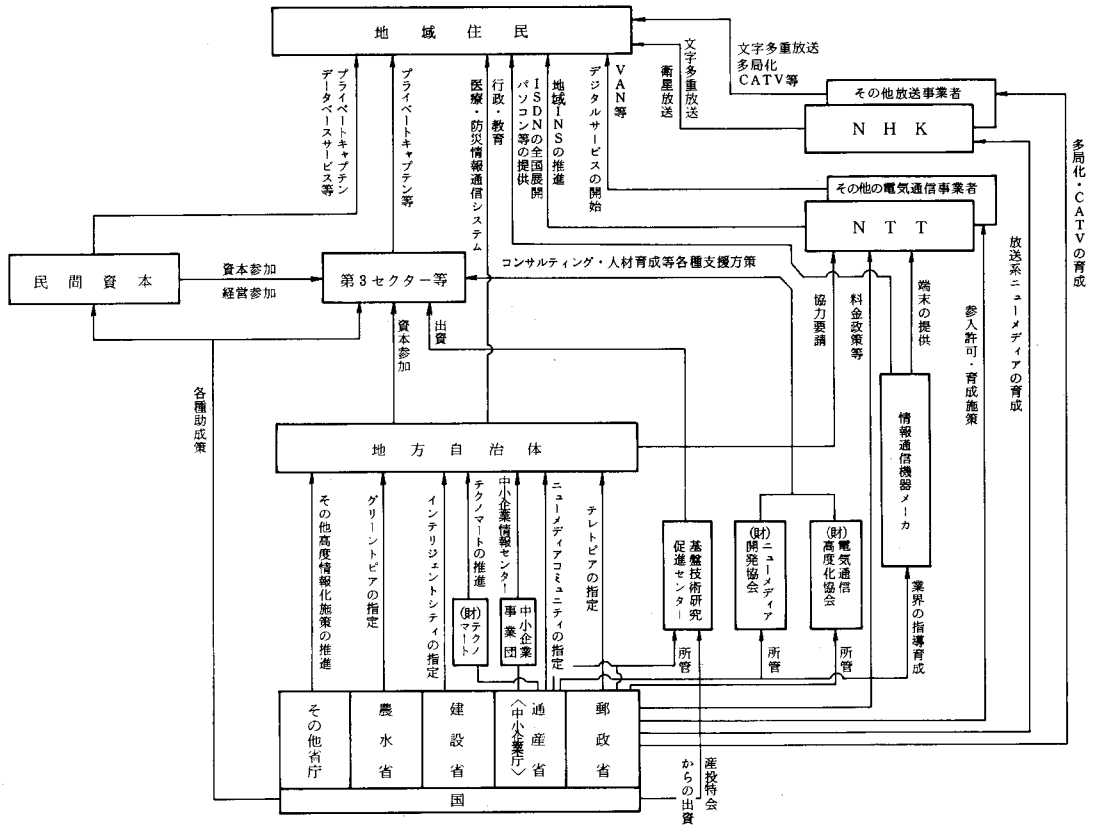 地域住民
文字多重放送
多局化
CATV等
その他放送事業者
NHK
文字多重放送
衛星放送
VAN等
デジタルサービスの開始
地域INSの推進
ISDNの全国展開
パソコン等の提供
行政・教育
医療・防災情報通信システム
プライベートキャプテン等
プライベートキャプテン
データベースサービス等
その他の電気通信事業者
NTT
多局化・CATVの育成
放送系ニューメディアの育成
参入許可・育成施策
端末の提供
料金政策等
協力要請
民間資本
資本参加
経営参加
第3セクター等
コンサルティング・人材育成等各種支援方策
出資
資本参加
各種助成策
地方自治体
情報通信機器メーカ
業界の指導育成
その他高度情報化施策の推進
グリーントピアの指定
インテリジェントシティの指定
テクノマートの推進
中小企業情報センター
ニューメディアコミュニティの指定
テレトピアの指定
(財)テクノ
マート
中小企業
事業団
基盤技術研究
促進センター
(財)ニューメディア
開発協会
(財)電気通信
高度化協会
所管
所管
所管
その他省庁
農水省
建設省
通産省
〈中小企業庁〉
郵政省
国
産投特会
からの出資